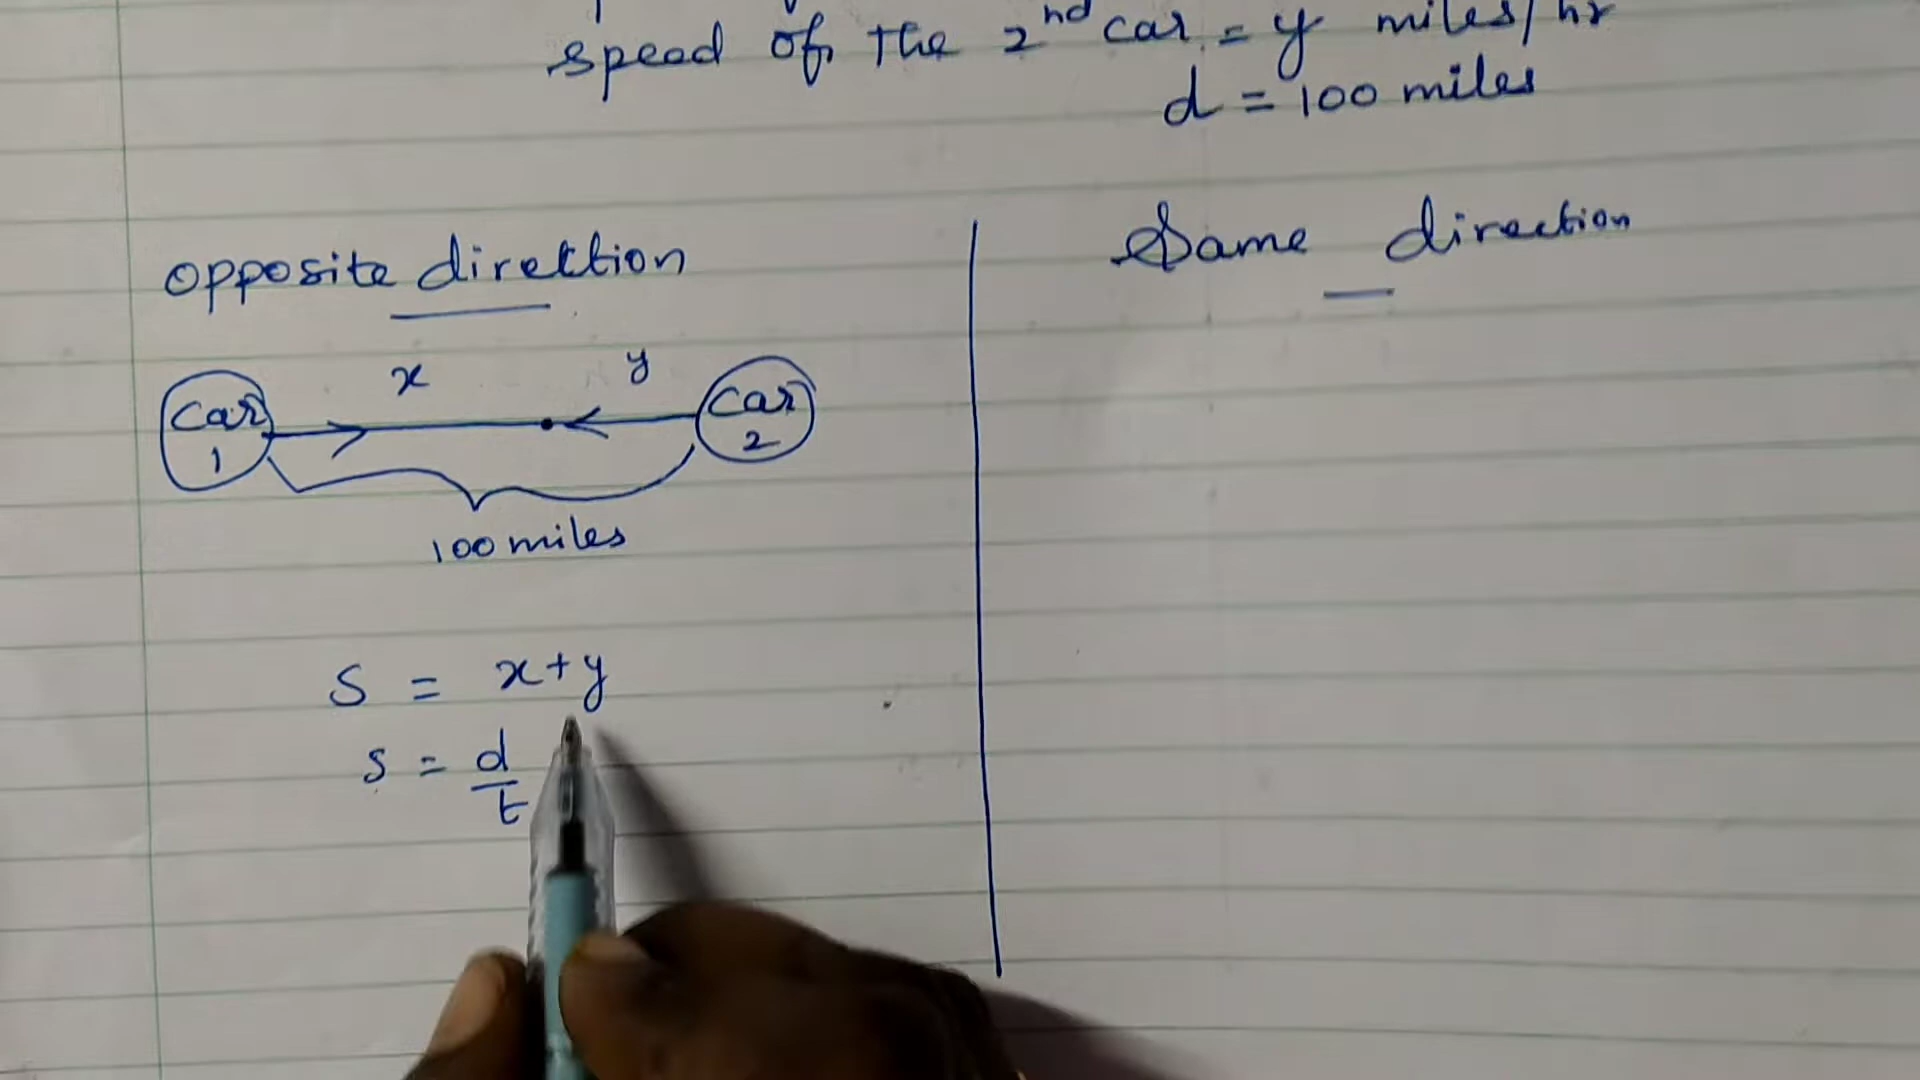 speed of the 2nd car = y miles/hr
d = 100 miles
opposite direction
x y
car 1 car 2
100 miles
S = x+y
s = d/t
Same direction